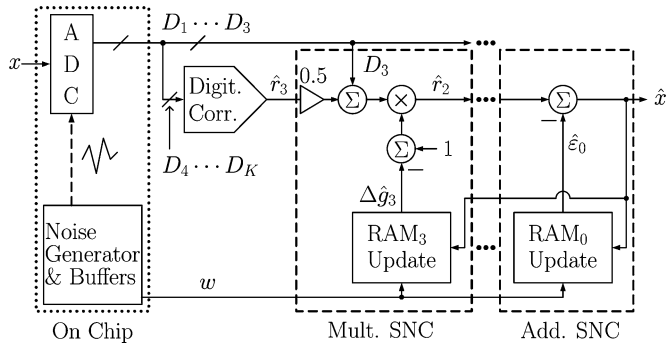 A
D
C
x
D₁ ⋯ D₃
Digit.
Corr.
D₄ ⋯ D_K
r̂₃
0.5
D₃
Σ
×
r̂₂
Σ
1
−
Δĝ₃
RAM₃
Update
Σ
−
ε̂₀
x̂
RAM₀
Update
Noise
Generator
& Buffers
w
On Chip
Mult. SNC
Add. SNC